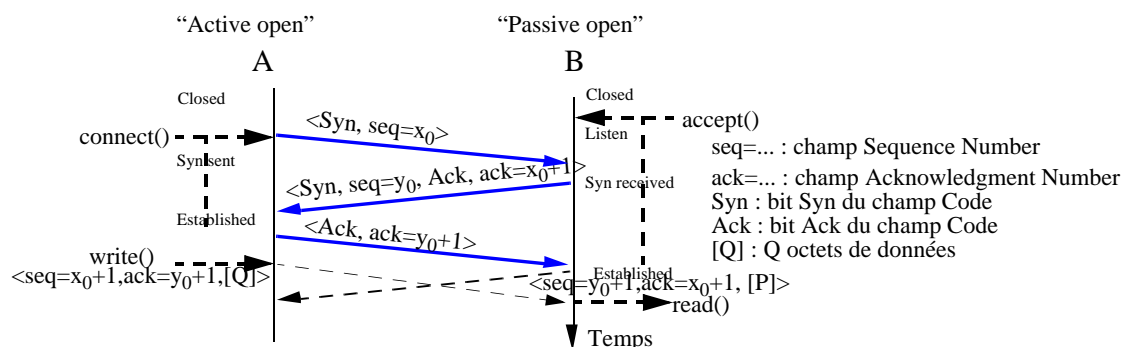 “Active open” “Passive open”
A B
Closed Closed
<Syn, seq=x0>
connect() accept()
Listen
seq=... : champ Sequence Number
Syn sent
<Syn, seq=y0, Ack, ack=x0+1>
Syn received
ack=... : champ Acknowledgment Number
Syn : bit Syn du champ Code
Established
<Ack, ack=y0+1>
Ack : bit Ack du champ Code
write()
[Q] : Q octets de données
Established
<seq=x0+1,ack=y0+1,[Q]> <seq=y0+1,ack=x0+1, [P]>
read()
Temps